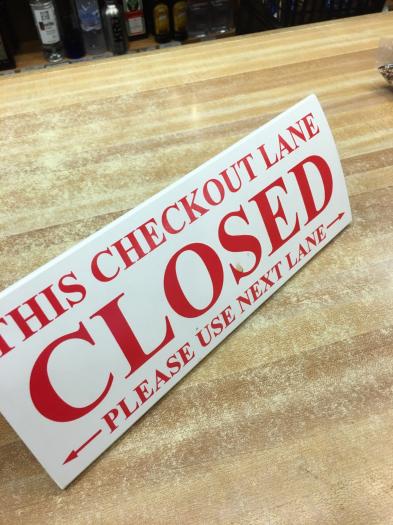 THIS CHECKOUT LANE
CLOSED
← PLEASE USE NEXT LANE →